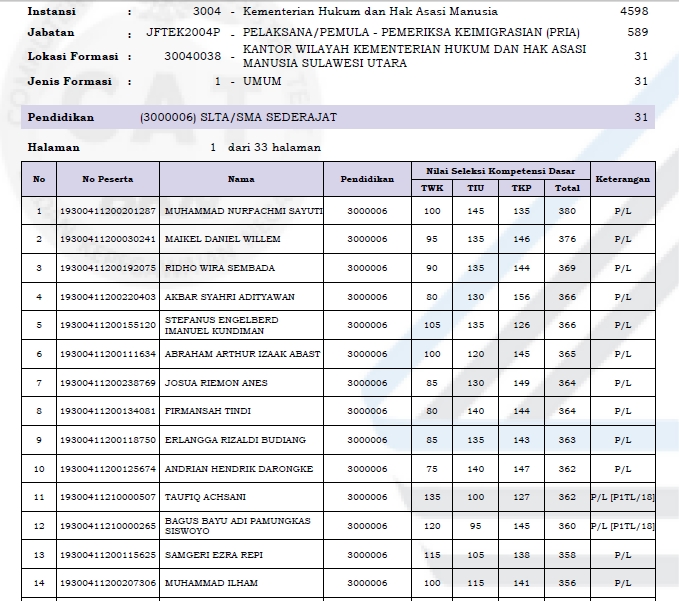 Instansi : 3004 - Kementerian Hukum dan Hak Asasi Manusia 4598
Jabatan : JFTEK2004P - PELAKSANA/PEMULA - PEMERIKSA KEIMIGRASIAN (PRIA) 589
Lokasi Formasi : 30040038 - KANTOR WILAYAH KEMENTERIAN HUKUM DAN HAK ASASI
MANUSIA SULAWESI UTARA 31
Jenis Formasi : 1 - UMUM 31
Pendidikan (3000006) SLTA/SMA SEDERAJAT 31
Halaman 1 dari 33 halaman
No No Peserta Nama Pendidikan Nilai Seleksi Kompetensi Dasar Keterangan
TWK TIU TKP Total
1 19300411200201287 MUHAMMAD NURFACHMI SAYUTI 3000006 100 145 135 380 P/L
2 19300411200030241 MAIKEL DANIEL WILLEM 3000006 95 135 146 376 P/L
3 19300411200192075 RIDHO WIRA SEMBADA 3000006 90 135 144 369 P/L
4 19300411200220403 AKBAR SYAHRI ADITYAWAN 3000006 80 130 156 366 P/L
5 19300411200155120 STEFANUS ENGELBERD
IMANUEL KUNDIMAN 3000006 105 135 126 366 P/L
6 19300411200111634 ABRAHAM ARTHUR IZAAK ABAST 3000006 100 120 145 365 P/L
7 19300411200238769 JOSUA RIEMON ANES 3000006 85 130 149 364 P/L
8 19300411200134081 FIRMANSAH TINDI 3000006 80 140 144 364 P/L
9 19300411200118750 ERLANGGA RIZALDI BUDIANG 3000006 85 135 143 363 P/L
10 19300411200125674 ANDRIAN HENDRIK DARONGKE 3000006 75 140 147 362 P/L
11 19300411210000507 TAUFIQ ACHSANI 3000006 135 100 127 362 P/L [P1TL/18]
12 19300411210000265 BAGUS BAYU ADI PAMUNGKAS
SISWOYO 3000006 120 95 145 360 P/L [P1TL/18]
13 19300411200115625 SAMGERI EZRA REPI 3000006 115 105 138 358 P/L
14 19300411200207306 MUHAMMAD ILHAM 3000006 100 115 141 356 P/L
CAT